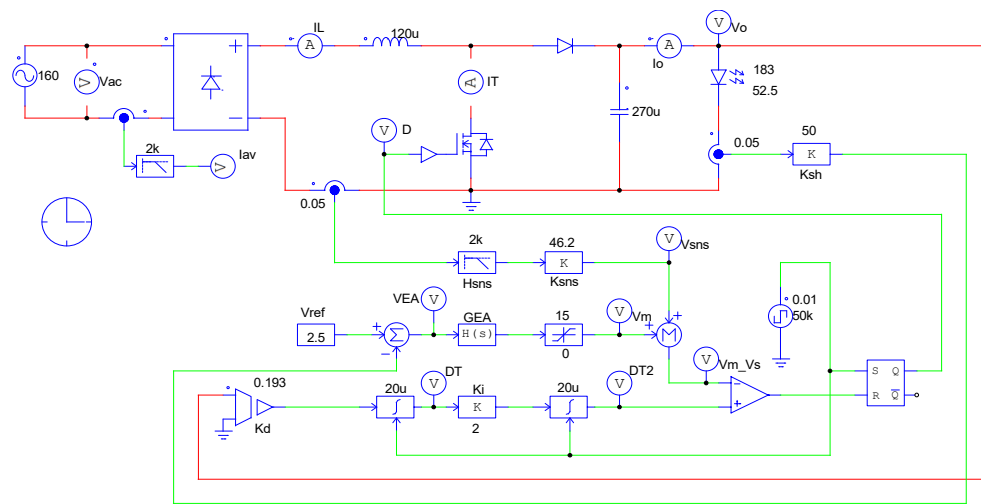 Vo
IL
120u
A
A
V
Io
160
V
Vac
+
−
A
IT
183
52.5
270u
V
D
50
2k
Iav
V
0.05
K
Ksh
0.05
2k
46.2
V
Vsns
K
Hsns
Ksns
VEA
V
GEA
15
V
Vm
0.01
50k
Vref
2.5
+
Σ
−
H(s)
0
+
+
M
V
Vm_Vs
0.193
V
DT
Ki
V
DT2
20u
20u
−
+
S
Q
R
Q
Kd
∫
K
∫
2